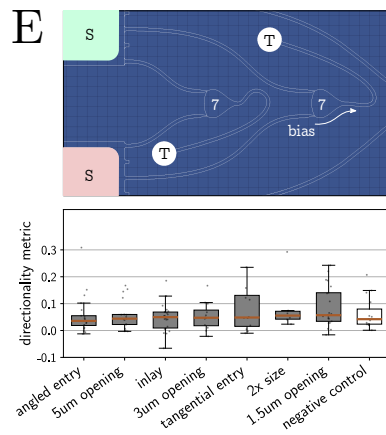 E
S
T
7
7
bias
T
S
directionality metric
0.3
0.2
0.1
0.0
-0.1
angled entry
5um opening
inlay
3um opening
tangential entry
2x size
1.5um opening
negative control